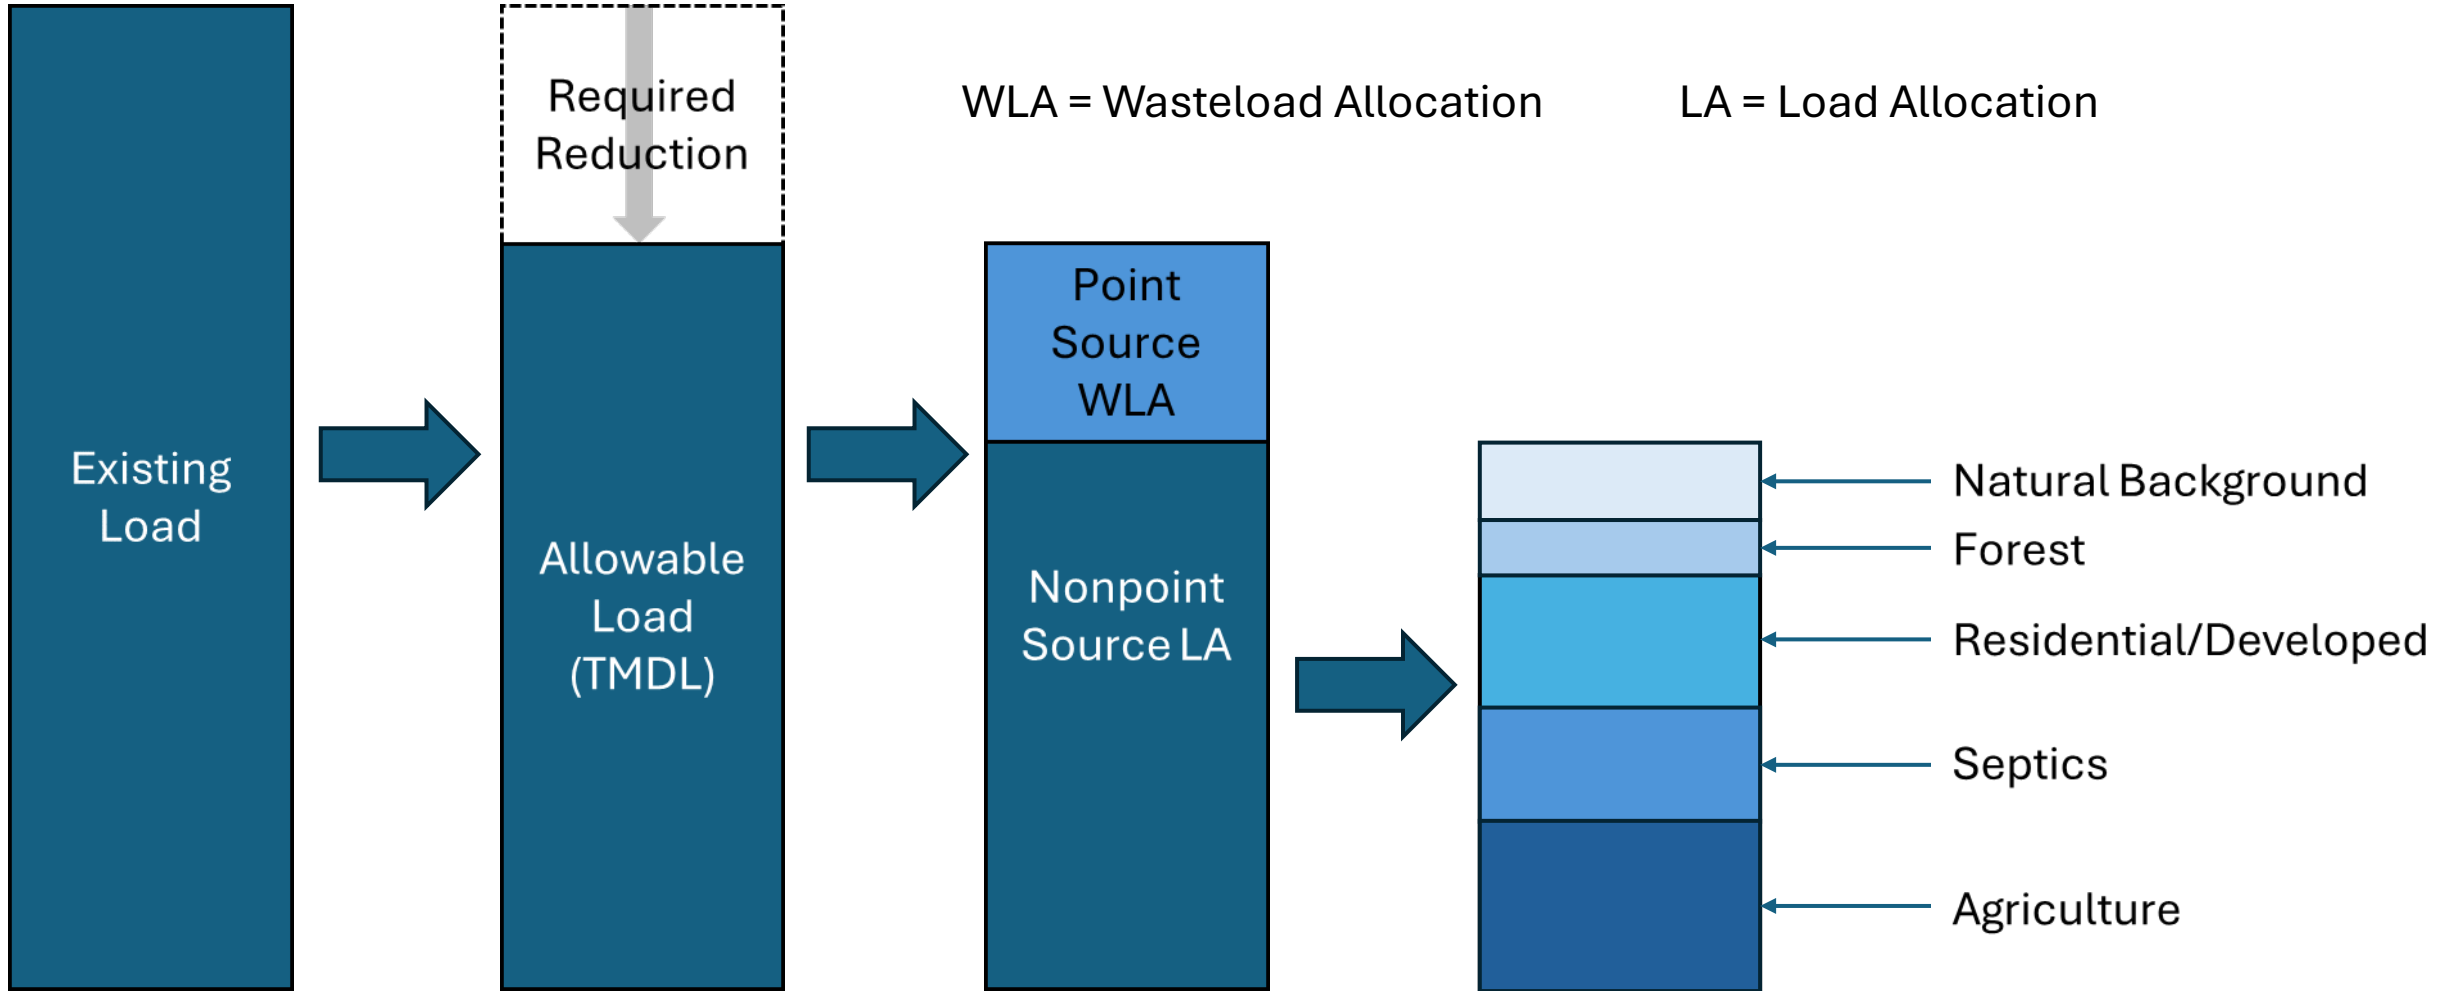 Existing
Load
Required
Reduction
Allowable
Load
(TMDL)
WLA = Wasteload Allocation
LA = Load Allocation
Point
Source
WLA
Nonpoint
Source LA
Natural Background
Forest
Residential/Developed
Septics
Agriculture